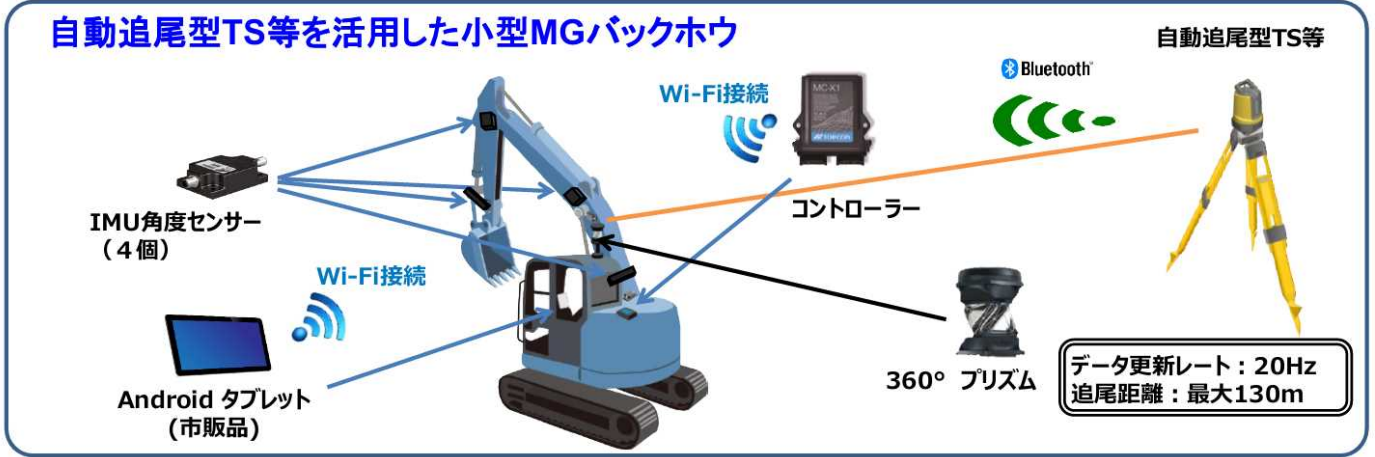 自動追尾型TS等を活用した小型MGバックホウ
自動追尾型TS等
Bluetooth
Wi-Fi接続
MC-X1
TOPCON
コントローラー
IMU角度センサー
（４個）
Wi-Fi接続
Android タブレット
(市販品)
360° プリズム
データ更新レート：20Hz
追尾距離：最大130m